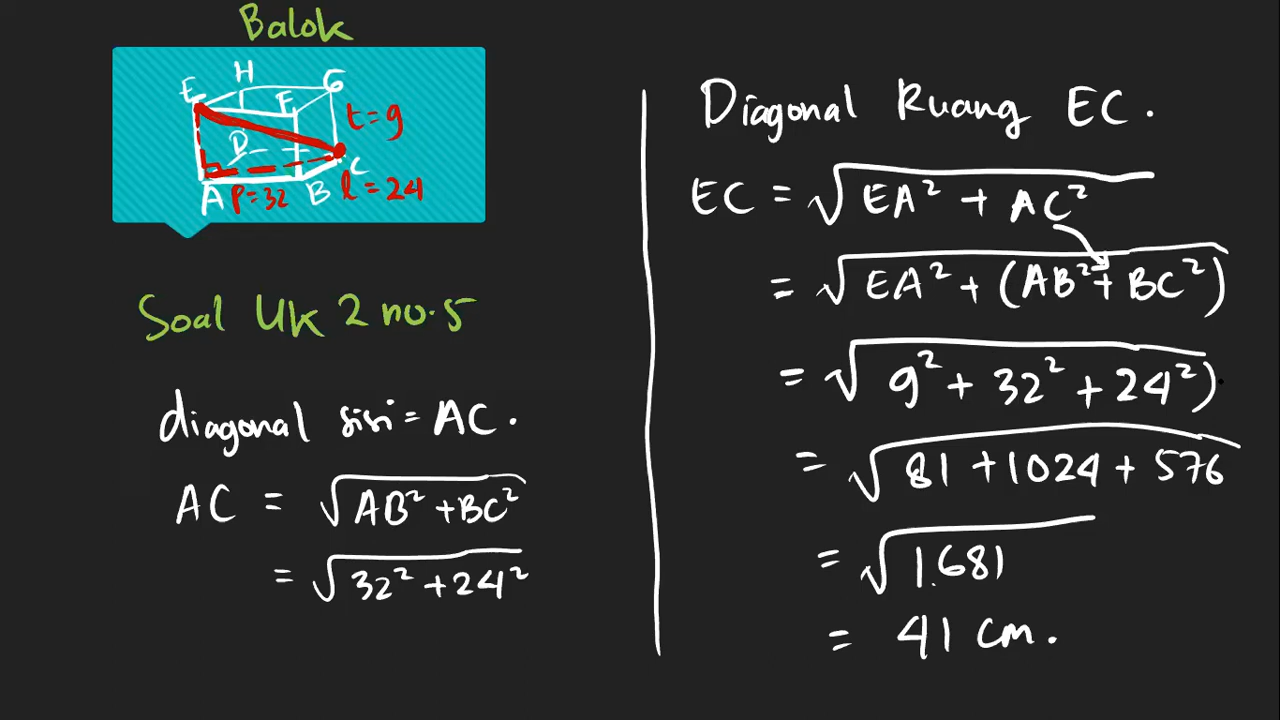 Balok
H
E
G
F
t = 9
D
C
A
p = 32
B
l = 24
Soal UK 2 no. 5
diagonal sisi = AC.
AC = √AB² + BC²
= √32² + 24²
Diagonal Ruang EC.
EC = √EA² + AC²
= √EA² + (AB² + BC²)
= √9² + 32² + 24²)
= √81 + 1024 + 576
= √1.681
= 41 cm.